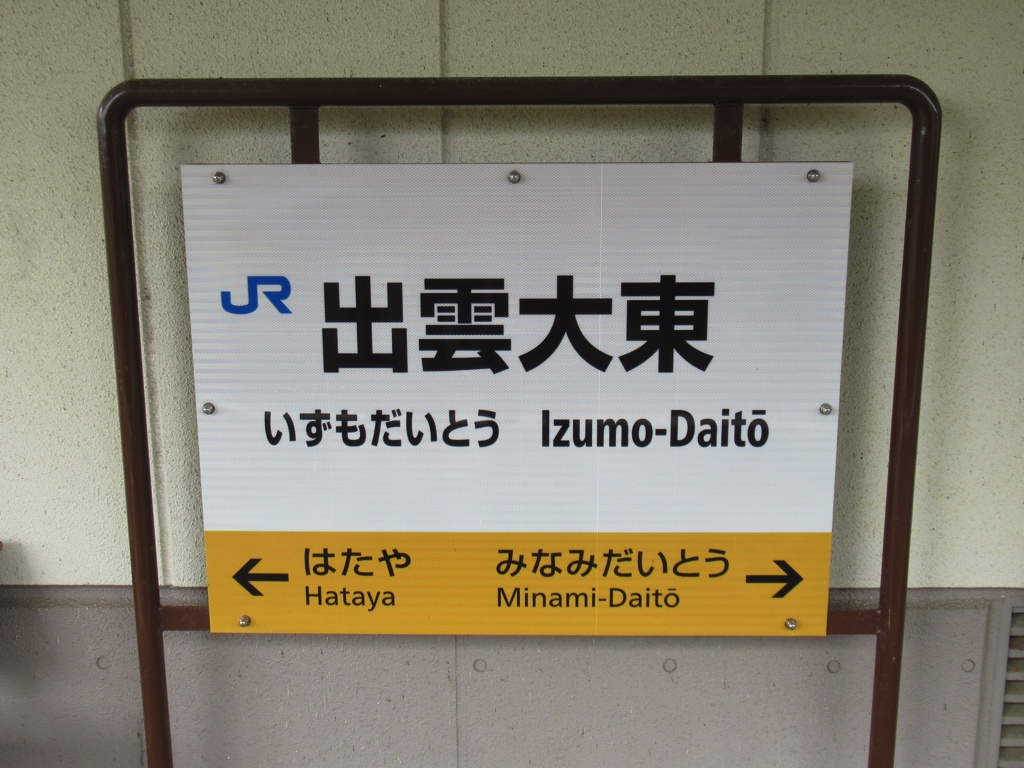 JR 出雲大東
いずもだいとう Izumo-Daitō
← はたや みなみだいとう →
Hataya Minami-Daitō